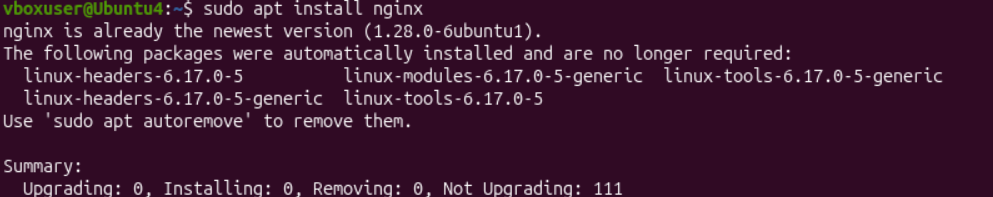 vboxuser@Ubuntu4:~$ sudo apt install nginx
nginx is already the newest version (1.28.0-6ubuntu1).
The following packages were automatically installed and are no longer required:
  linux-headers-6.17.0-5          linux-modules-6.17.0-5-generic  linux-tools-6.17.0-5-generic
  linux-headers-6.17.0-5-generic  linux-tools-6.17.0-5
Use 'sudo apt autoremove' to remove them.

Summary:
  Upgrading: 0, Installing: 0, Removing: 0, Not Upgrading: 111